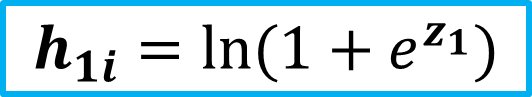 h₁ᵢ = ln(1 + e^{z₁})